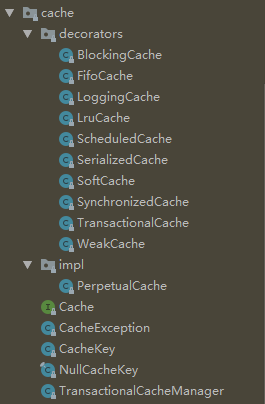 cache
decorators
BlockingCache
FifoCache
LoggingCache
LruCache
ScheduledCache
SerializedCache
SoftCache
SynchronizedCache
TransactionalCache
WeakCache
impl
PerpetualCache
Cache
CacheException
CacheKey
NullCacheKey
TransactionalCacheManager